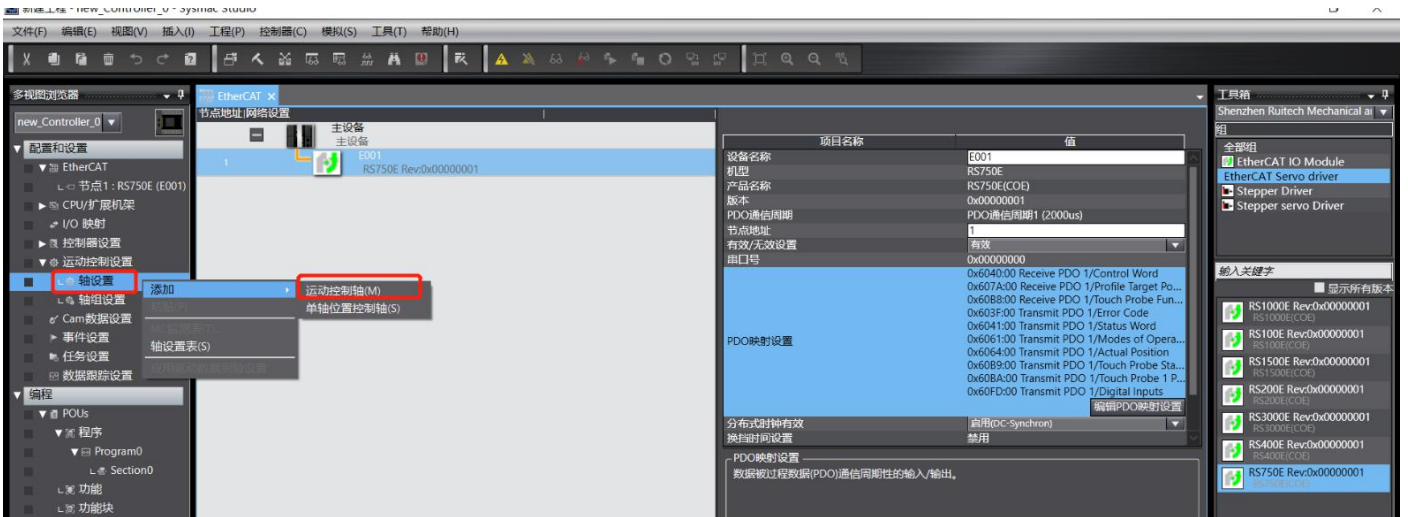 新建工程 - new_Controller_0 - Sysmac Studio
文件(F) 编辑(E) 视图(V) 插入(I) 工程(P) 控制器(C) 模拟(S) 工具(T) 帮助(H)
多视图浏览器
new_Controller_0
配置和设置
EtherCAT
节点1 : RS750E (E001)
CPU/扩展机架
I/O 映射
控制器设置
运动控制设置
轴设置
轴组设置
Cam数据设置
事件设置
任务设置
数据跟踪设置
编程
POUs
程序
Program0
Section0
功能
功能块
添加
轴设置表(S)
运动控制轴(M)
单轴位置控制轴(S)
EtherCAT
节点地址|网络设置
主设备
主设备
1
E001
RS750E Rev:0x00000001
项目名称 值
设备名称 E001
机型 RS750E
产品名称 RS750E(COE)
版本 0x00000001
PDO通信周期 PDO通信周期1 (2000us)
节点地址 1
有效/无效设置 有效
串口号 0x00000000
PDO映射设置
0x6040:00 Receive PDO 1/Control Word
0x607A:00 Receive PDO 1/Profile Target Po...
0x60B8:00 Receive PDO 1/Touch Probe Fun...
0x603F:00 Transmit PDO 1/Error Code
0x6041:00 Transmit PDO 1/Status Word
0x6061:00 Transmit PDO 1/Modes of Opera...
0x6064:00 Transmit PDO 1/Actual Position
0x60B9:00 Transmit PDO 1/Touch Probe Sta...
0x60BA:00 Transmit PDO 1/Touch Probe 1 P...
0x60FD:00 Transmit PDO 1/Digital Inputs
编辑PDO映射设置
分布式时钟有效 启用(DC-Synchron)
换挡时间设置 禁用
PDO映射设置
数据被过程数据(PDO)通信周期性的输入/输出。
工具箱
Shenzhen Ruitech Mechanical
组
全部组
EtherCAT IO Module
EtherCAT Servo driver
Stepper Driver
Stepper servo Driver
输入关键字
显示所有版本
RS1000E Rev:0x00000001
RS1000E(COE)
RS100E Rev:0x00000001
RS100E(COE)
RS1500E Rev:0x00000001
RS1500E(COE)
RS200E Rev:0x00000001
RS200E(COE)
RS3000E Rev:0x00000001
RS3000E(COE)
RS400E Rev:0x00000001
RS400E(COE)
RS750E Rev:0x00000001
RS750E(COE)